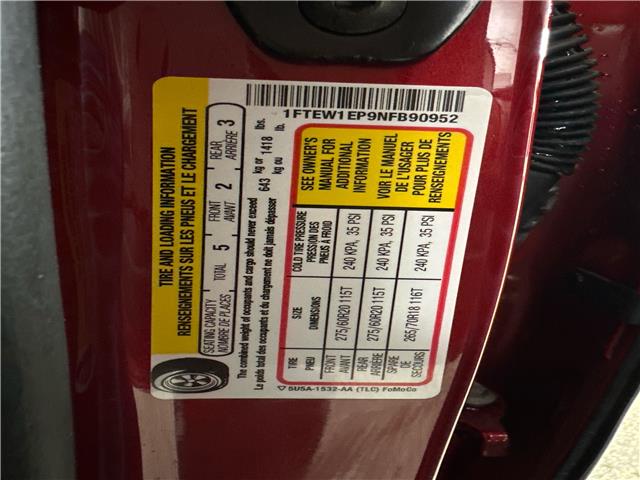 1FTEW1EP9NFB90952
TIRE AND LOADING INFORMATION
RENSEIGNEMENTS SUR LES PNEUS ET LE CHARGEMENT
SEATING CAPACITY
NOMBRE DE PLACES
TOTAL 5
FRONT
AVANT 2
REAR
ARRIÈRE 3
The combined weight of occupants and cargo should never exceed 643 kg or 1418 lbs.
Le poids total des occupants et du chargement ne doit jamais dépasser 643 kg ou 1418 lb.
TIRE SIZE COLD TIRE PRESSURE
PNEU DIMENSIONS PRESSION DES PNEUS À FROID
FRONT
AVANT 275/60R20 115T 240 KPA, 35 PSI
REAR
ARRIÈRE 275/60R20 115T 240 KPA, 35 PSI
SPARE
DE SECOURS 265/70R18 116T 240 KPA, 35 PSI
SEE OWNER'S
MANUAL FOR
ADDITIONAL
INFORMATION
VOIR LE MANUEL
DE L'USAGER
POUR PLUS DE
RENSEIGNEMENTS
5U5A-1532-AA (TLC) FoMoCo